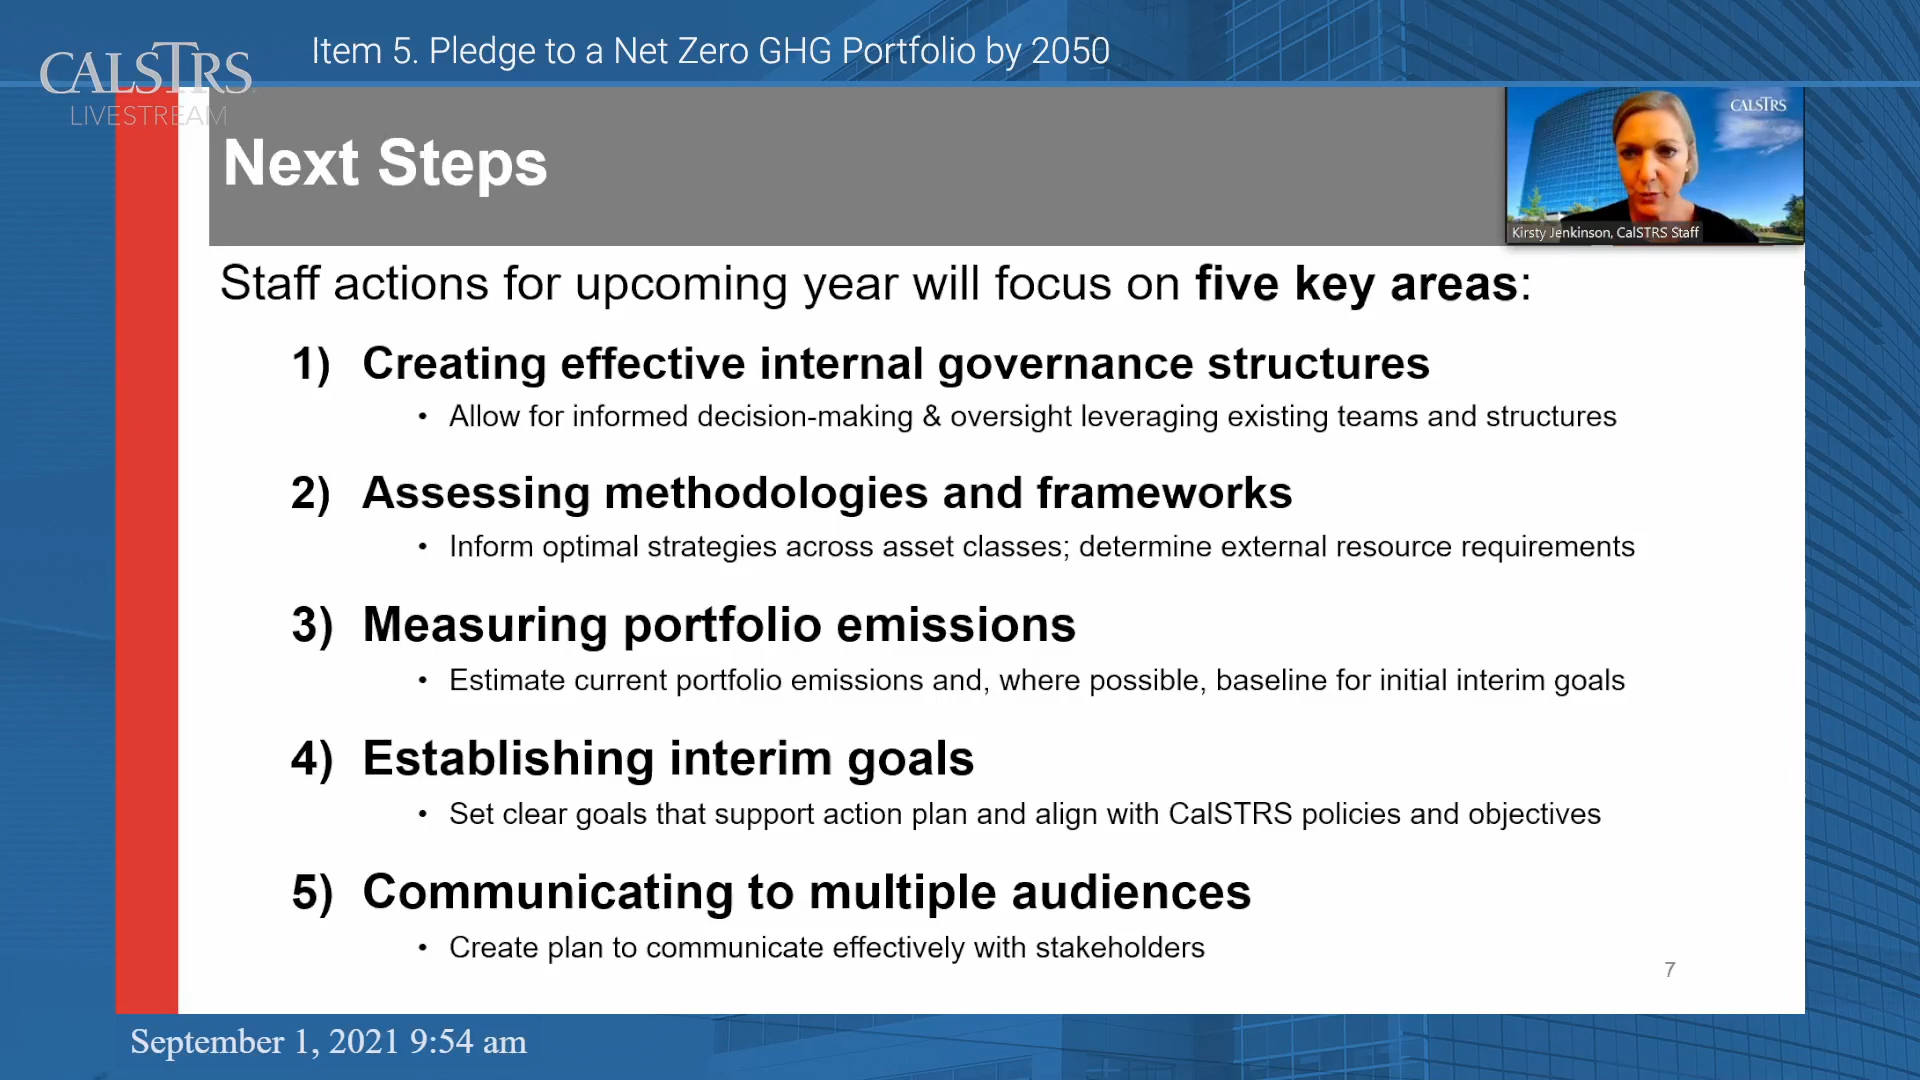 CALSTRS
LIVESTREAM
Item 5. Pledge to a Net Zero GHG Portfolio by 2050
Next Steps
CALSTRS
Kirsty Jenkinson, CalSTRS Staff
Staff actions for upcoming year will focus on five key areas:
1) Creating effective internal governance structures
• Allow for informed decision-making & oversight leveraging existing teams and structures
2) Assessing methodologies and frameworks
• Inform optimal strategies across asset classes; determine external resource requirements
3) Measuring portfolio emissions
• Estimate current portfolio emissions and, where possible, baseline for initial interim goals
4) Establishing interim goals
• Set clear goals that support action plan and align with CalSTRS policies and objectives
5) Communicating to multiple audiences
• Create plan to communicate effectively with stakeholders
7
September 1, 2021 9:54 am